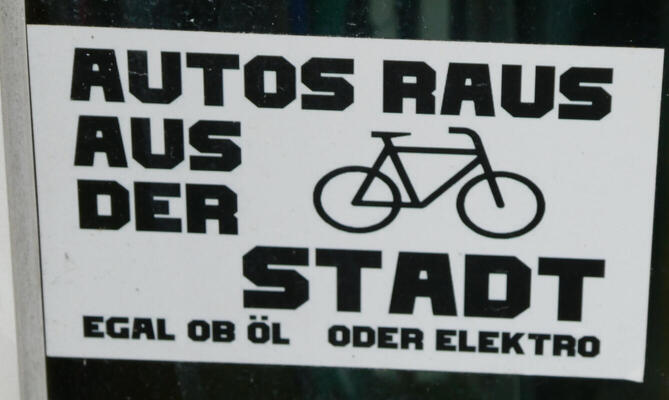 AUTOS RAUS
AUS
DER
STADT
EGAL OB ÖL ODER ELEKTRO